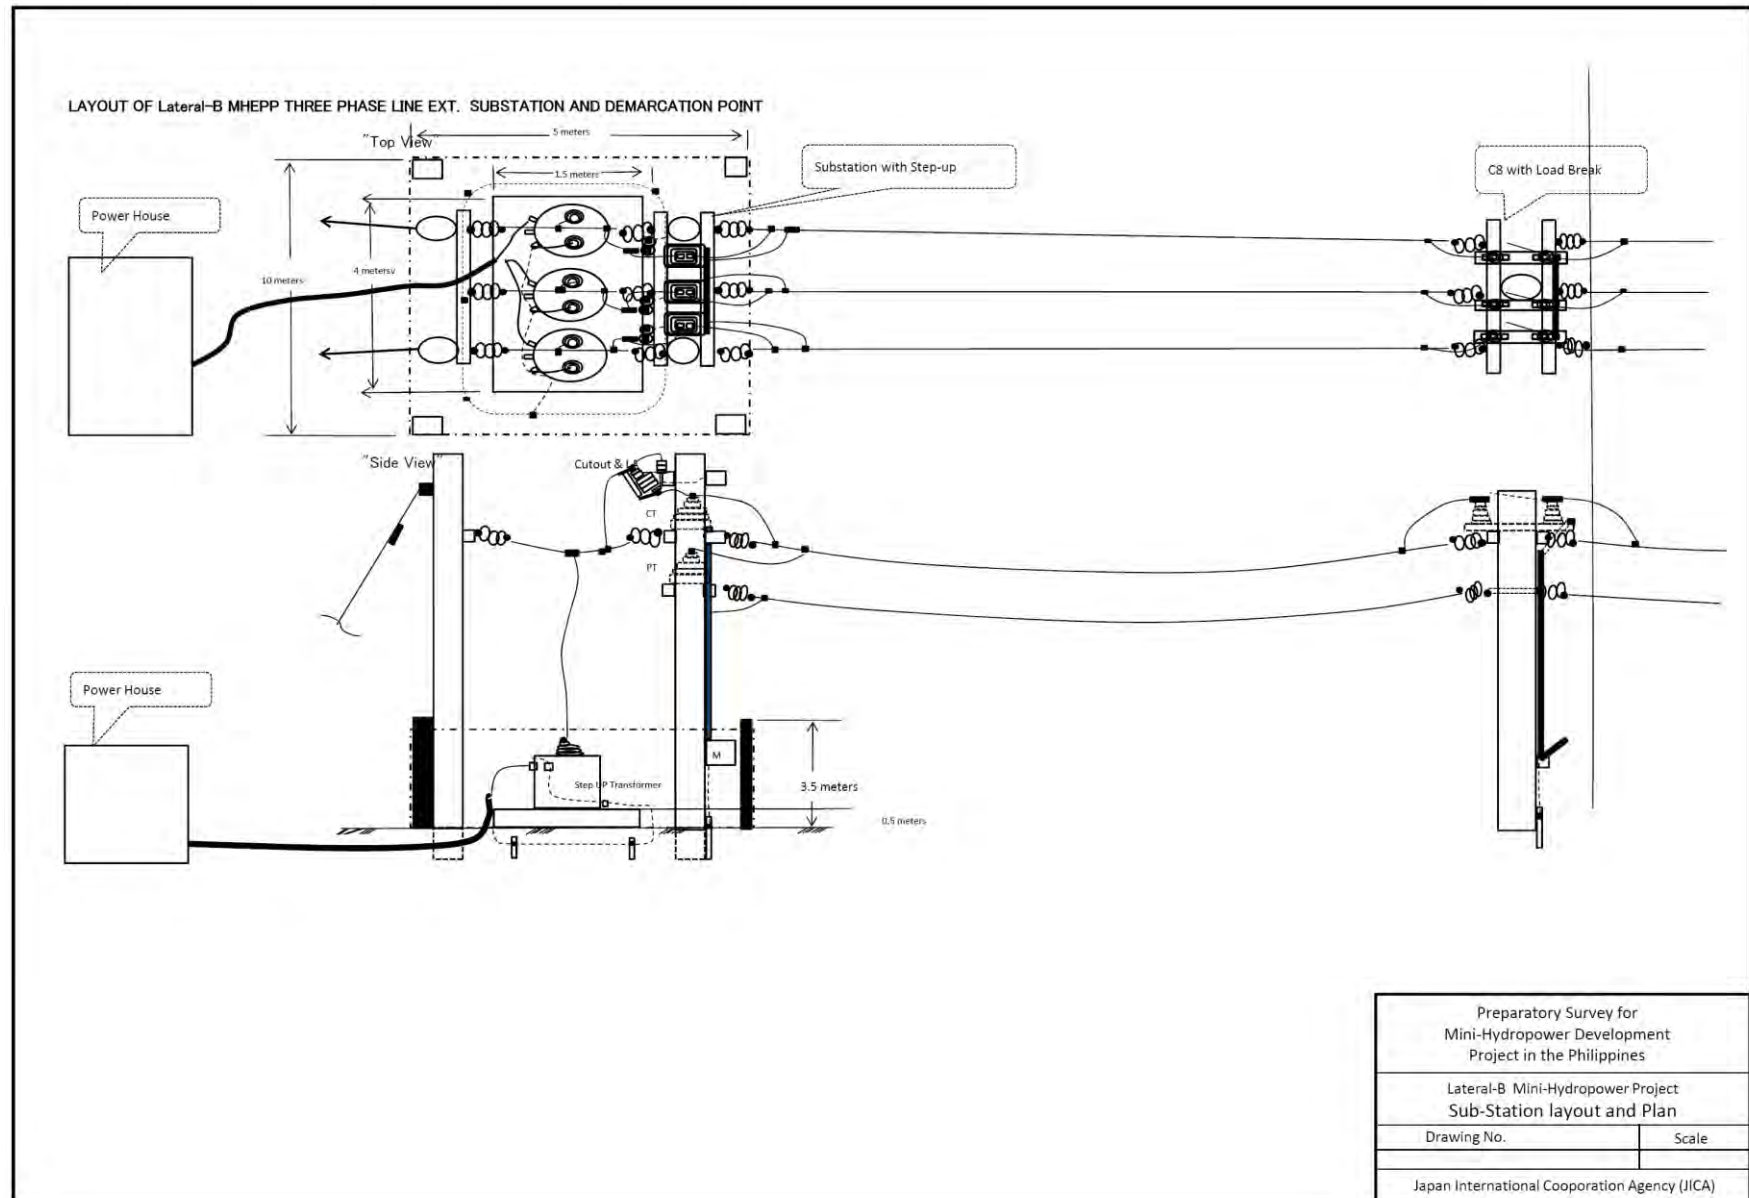 LAYOUT OF Lateral-B MHEPP THREE PHASE LINE EXT. SUBSTATION AND DEMARCATION POINT
"Top View"
5 meters
Substation with Step-up
C8 with Load Break
1.5 meters
Power House
4 metersv
10 meters
"Side View"
Cutout & L
CT
PT
Power House
M
Step UP Transformer
3.5 meters
0.5 meters
Preparatory Survey for
Mini-Hydropower Development
Project in the Philippines
Lateral-B Mini-Hydropower Project
Sub-Station layout and Plan
Drawing No.
Scale
Japan International Cooporation Agency (JICA)